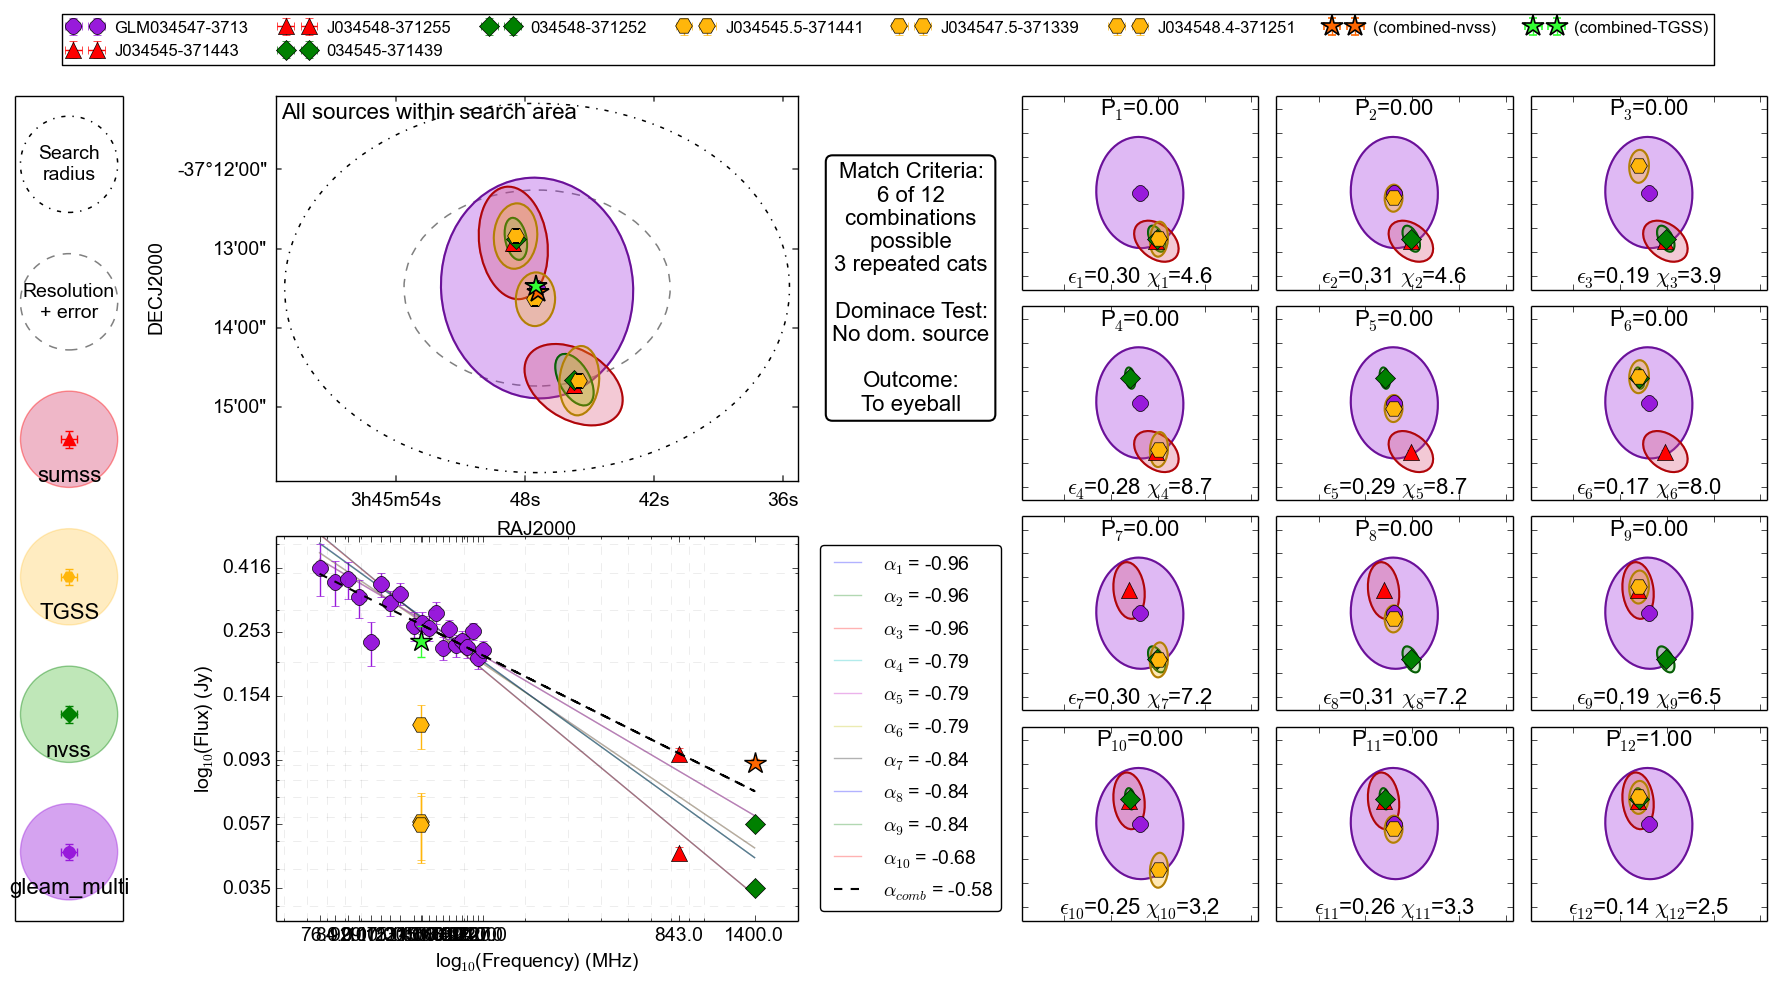 GLM034547-3713 J034548-371255 034548-371252 J034545.5-371441 J034547.5-371339 J034548.4-371251 (combined-nvss) (combined-TGSS)
J034545-371443 034545-371439
Search
radius
Resolution
+ error
sumss
TGSS
nvss
gleam_multi
All sources within search area
DECJ2000
-37°12'00"
13'00"
14'00"
15'00"
3h45m54s 48s 42s 36s
RAJ2000
Match Criteria:
6 of 12
combinations
possible
3 repeated cats
Dominace Test:
No dom. source
Outcome:
To eyeball
log10(Flux) (Jy)
0.416
0.253
0.154
0.093
0.057
0.035
843.0 1400.0
log10(Frequency) (MHz)
α1 = -0.96
α2 = -0.96
α3 = -0.96
α4 = -0.79
α5 = -0.79
α6 = -0.79
α7 = -0.84
α8 = -0.84
α9 = -0.84
α10 = -0.68
αcomb = -0.58
P1=0.00 P2=0.00 P3=0.00
ϵ1=0.30 χ1=4.6 ϵ2=0.31 χ2=4.6 ϵ3=0.19 χ3=3.9
P4=0.00 P5=0.00 P6=0.00
ϵ4=0.28 χ4=8.7 ϵ5=0.29 χ5=8.7 ϵ6=0.17 χ6=8.0
P7=0.00 P8=0.00 P9=0.00
ϵ7=0.30 χ7=7.2 ϵ8=0.31 χ8=7.2 ϵ9=0.19 χ9=6.5
P10=0.00 P11=0.00 P12=1.00
ϵ10=0.25 χ10=3.2 ϵ11=0.26 χ11=3.3 ϵ12=0.14 χ12=2.5